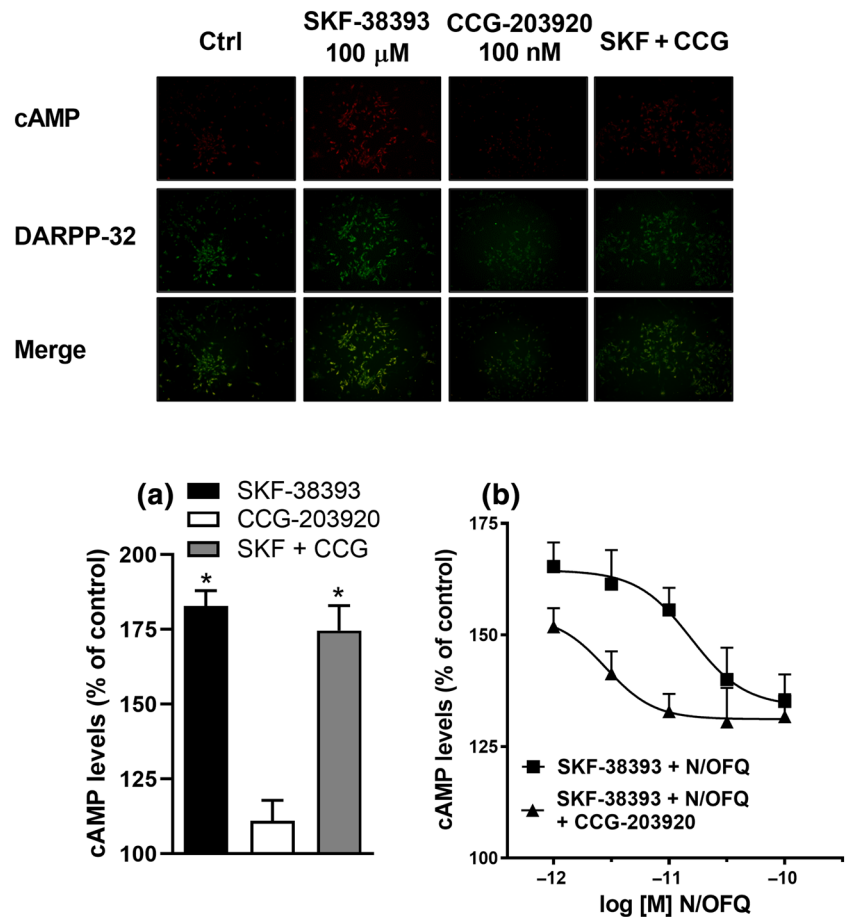 Ctrl
SKF-38393
100 μM
CCG-203920
100 nM
SKF + CCG
cAMP
DARPP-32
Merge
(a)
SKF-38393
CCG-203920
SKF + CCG
cAMP levels (% of control)
200
175
150
125
100
*
*
(b)
cAMP levels (% of control)
175
150
125
100
SKF-38393 + N/OFQ
SKF-38393 + N/OFQ
+ CCG-203920
–12
–11
–10
log [M] N/OFQ